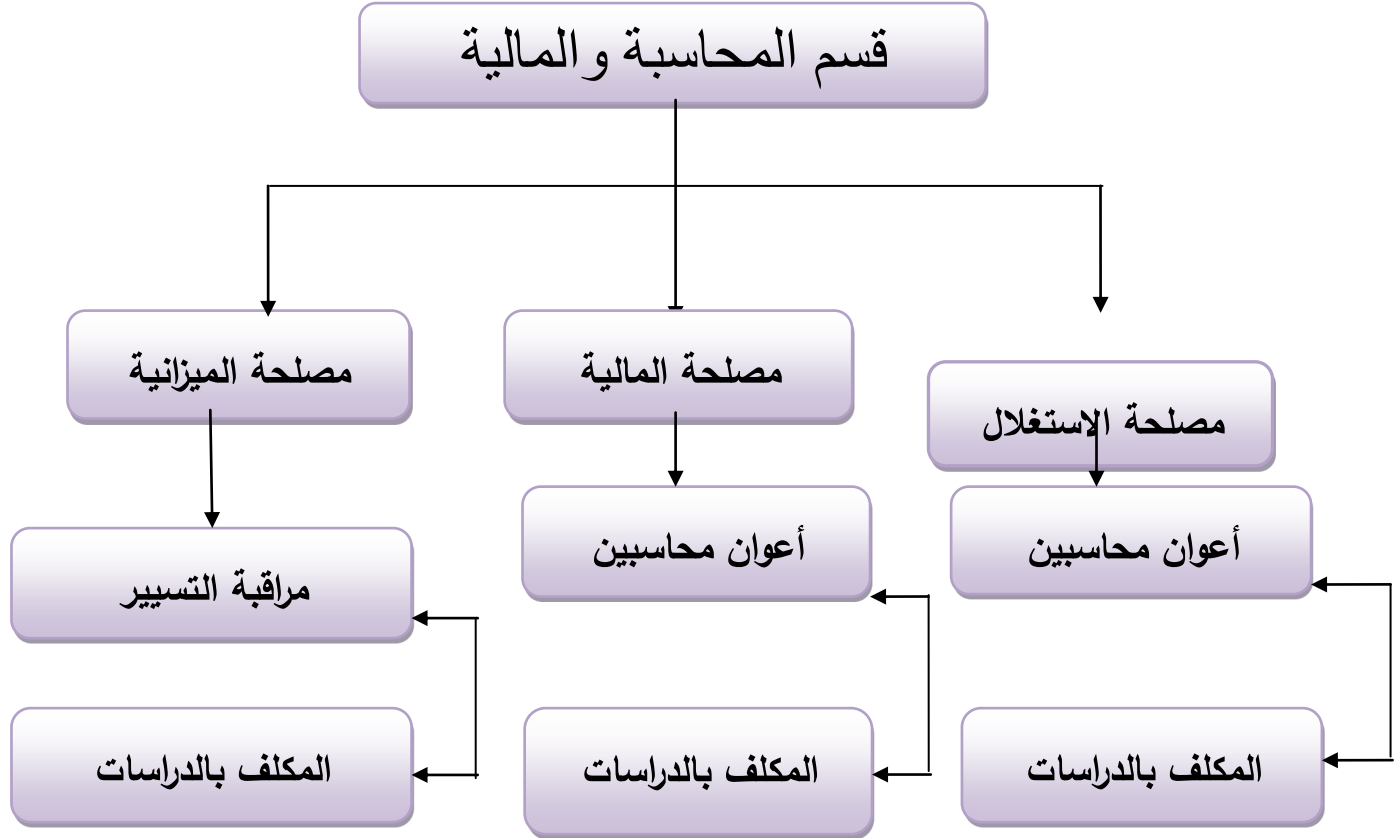 قسم المحاسبة والمالية
مصلحة الاستغلال
مصلحة المالية
مصلحة الميزانية
أعوان محاسبين
أعوان محاسبين
مراقبة التسيير
المكلف بالدراسات
المكلف بالدراسات
المكلف بالدراسات